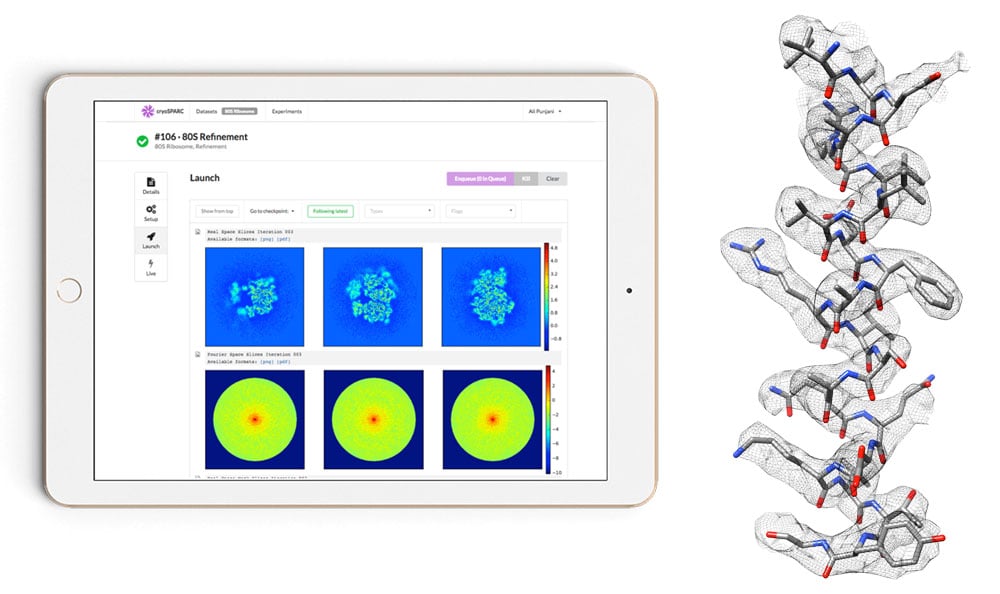 cryoSPARC Datasets 80S Ribosome Experiments Ali Punjani
#106 · 80S Refinement
80S Ribosome, Refinement
Details
Setup
Launch
Live
Launch
Enqueue (0 in Queue) Kill Clear
Show from top Go to checkpoint: Following latest Types Flags
Real Space Slices Iteration 003
Available formats: [png] [pdf]
4.8
4.0
3.2
2.4
1.6
0.8
0.0
−0.8
Fourier Space Slices Iteration 003
Available formats: [png] [pdf]
4
2
0
−2
−4
−6
−8
−10